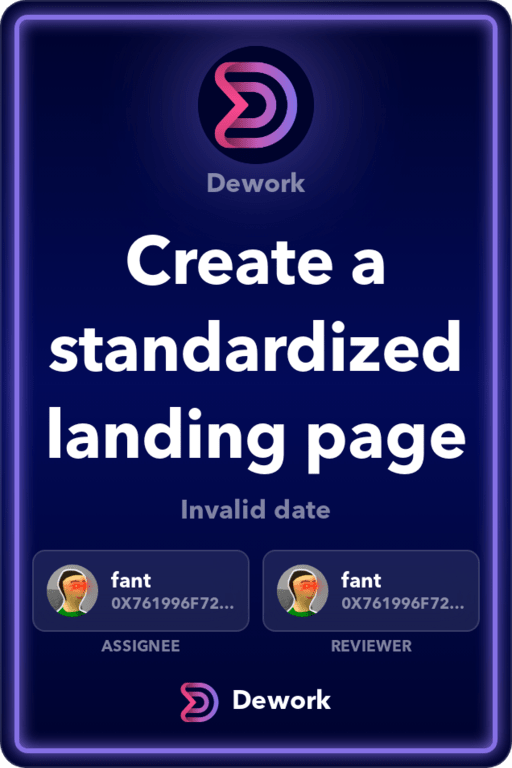 Dework
Create a
standardized
landing page
Invalid date
fant
0X761996F72...
fant
0X761996F72...
ASSIGNEE
REVIEWER
Dework